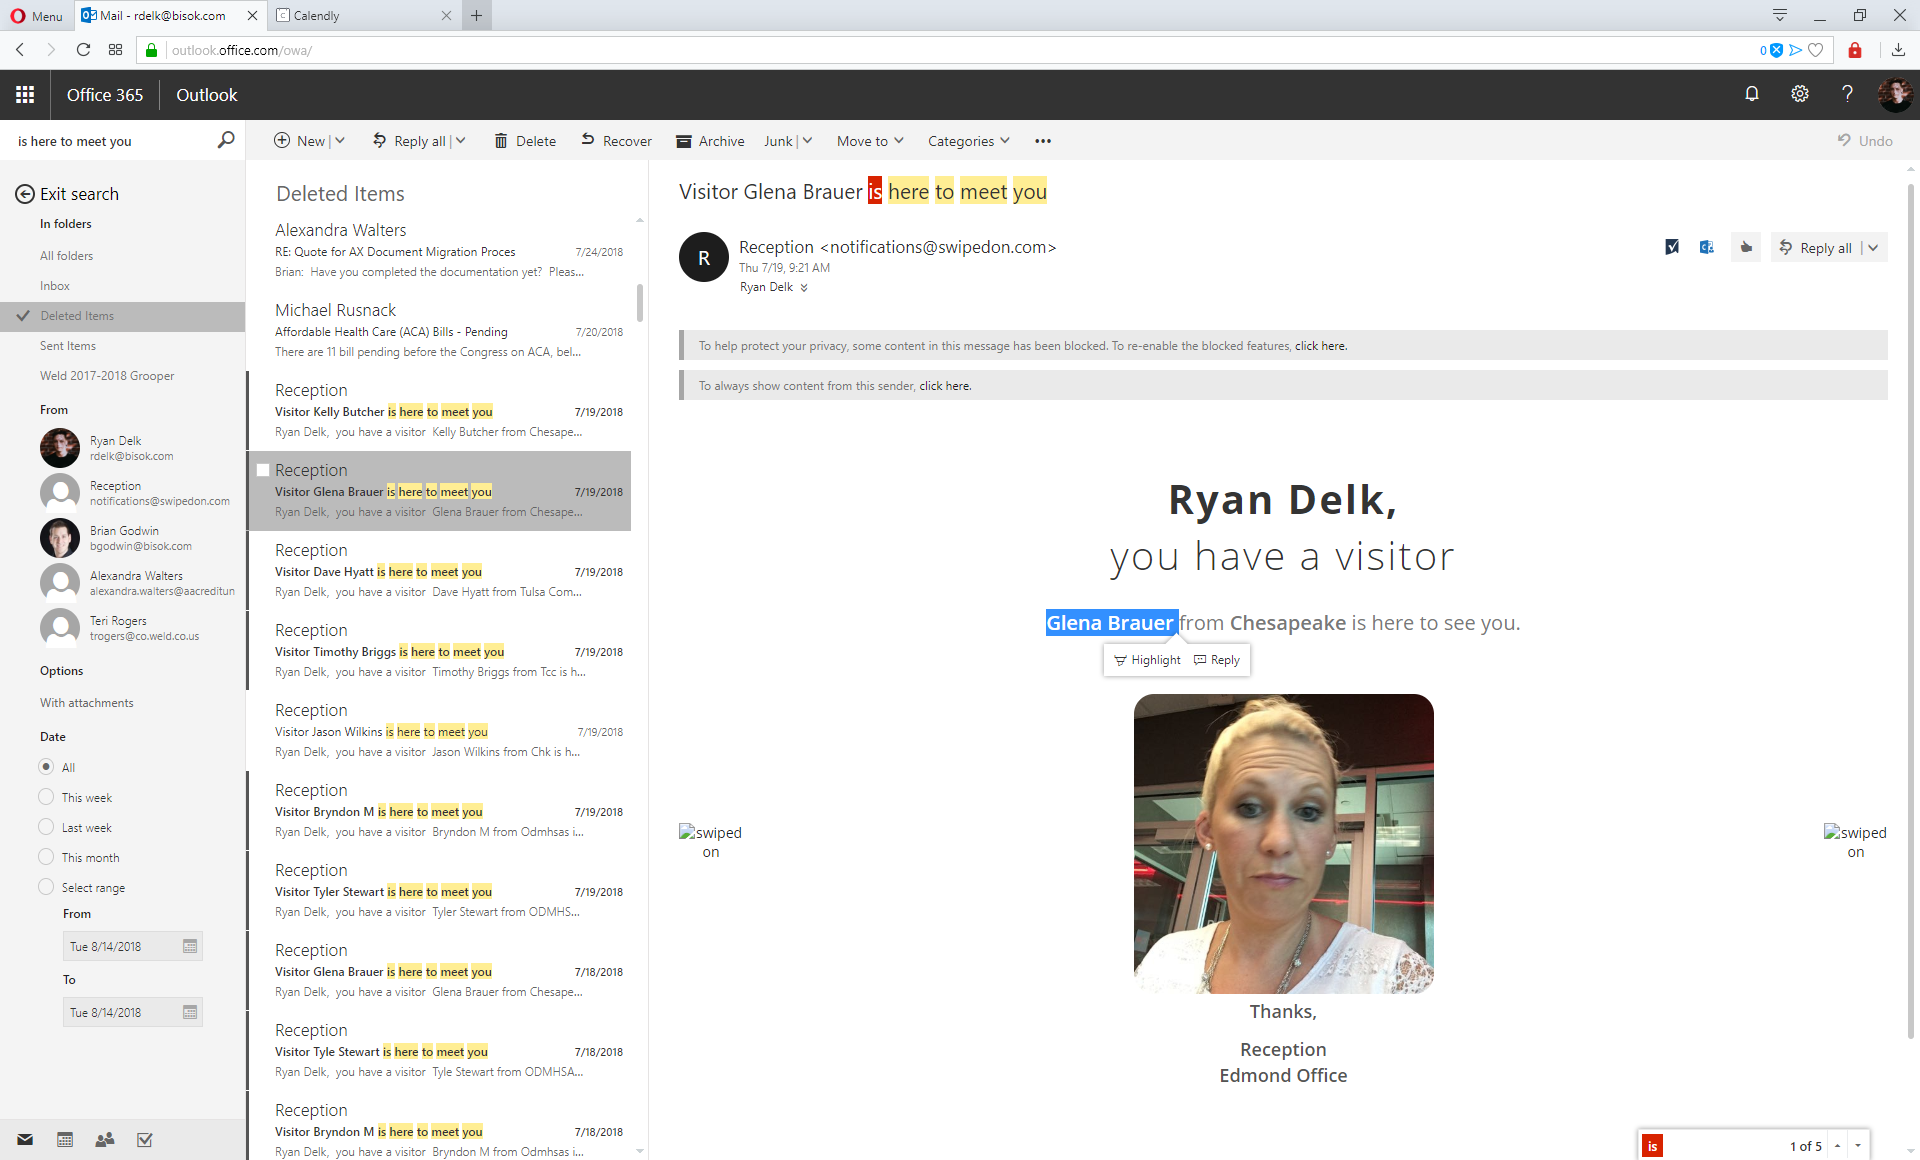 Menu
Mail - rdelk@bisok.com
Calendly
outlook.office.com/owa/
0
Office 365
Outlook
is here to meet you
New
Reply all
Delete
Recover
Archive
Junk
Move to
Categories
Undo
Exit search
In folders
All folders
Inbox
Deleted Items
Sent Items
Weld 2017-2018 Grooper
From
Ryan Delk
rdelk@bisok.com
Reception
notifications@swipedon.com
Brian Godwin
bgodwin@bisok.com
Alexandra Walters
alexandra.walters@aacreditun
Teri Rogers
trogers@co.weld.co.us
Options
With attachments
Date
All
This week
Last week
This month
Select range
From
Tue 8/14/2018
To
Tue 8/14/2018
Deleted Items
Alexandra Walters
RE: Quote for AX Document Migration Proces 7/24/2018
Brian: Have you completed the documentation yet? Pleas...
Michael Rusnack
Affordable Health Care (ACA) Bills - Pending 7/20/2018
There are 11 bill pending before the Congress on ACA, bel...
Reception
Visitor Kelly Butcher is here to meet you 7/19/2018
Ryan Delk, you have a visitor Kelly Butcher from Chesape...
Reception
Visitor Glena Brauer is here to meet you 7/19/2018
Ryan Delk, you have a visitor Glena Brauer from Chesape...
Reception
Visitor Dave Hyatt is here to meet you 7/19/2018
Ryan Delk, you have a visitor Dave Hyatt from Tulsa Com...
Reception
Visitor Timothy Briggs is here to meet you 7/19/2018
Ryan Delk, you have a visitor Timothy Briggs from Tcc is h...
Reception
Visitor Jason Wilkins is here to meet you 7/19/2018
Ryan Delk, you have a visitor Jason Wilkins from Chk is h...
Reception
Visitor Bryndon M is here to meet you 7/19/2018
Ryan Delk, you have a visitor Bryndon M from Odmhsas i...
Reception
Visitor Tyler Stewart is here to meet you 7/19/2018
Ryan Delk, you have a visitor Tyler Stewart from ODMHS...
Reception
Visitor Glena Brauer is here to meet you 7/18/2018
Ryan Delk, you have a visitor Glena Brauer from Chesape...
Reception
Visitor Tyle Stewart is here to meet you 7/18/2018
Ryan Delk, you have a visitor Tyle Stewart from ODMHSA...
Reception
Visitor Bryndon M is here to meet you 7/18/2018
Ryan Delk, you have a visitor Bryndon M from Odmhsas i...
Visitor Glena Brauer is here to meet you
R
Reception <notifications@swipedon.com>
Thu 7/19, 9:21 AM
Ryan Delk
Reply all
To help protect your privacy, some content in this message has been blocked. To re-enable the blocked features, click here.
To always show content from this sender, click here.
Ryan Delk,
you have a visitor
Glena Brauer from Chesapeake is here to see you.
Highlight
Reply
swiped
on
swiped
on
Thanks,
Reception
Edmond Office
is
1 of 5